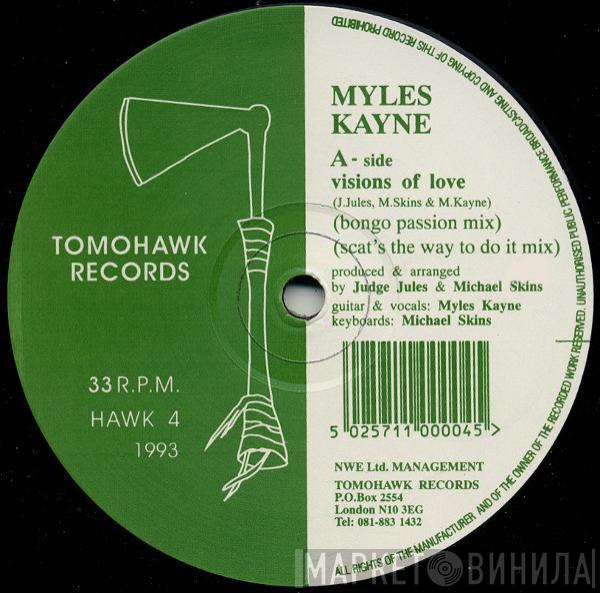 TOMOHAWK
RECORDS
33 R.P.M.
HAWK 4
1993
MYLES
KAYNE
A - side
visions of love
(J.Jules, M.Skins & M.Kayne)
(bongo passion mix)
(scat's the way to do it mix)
produced & arranged
by Judge Jules & Michael Skins
guitar & vocals: Myles Kayne
keyboards: Michael Skins
5 025711 000045 >
NWE Ltd. MANAGEMENT
TOMOHAWK RECORDS
P.O.Box 2554
London N10 3EG
Tel: 081-883 1432
ALL RIGHTS OF THE MANUFACTURER AND OF THE OWNER OF THE RECORDED WORK RESERVED. UNAUTHORISED PUBLIC PERFORMANCE BROADCASTING AND COPYING OF THIS RECORD PROHIBITED
МАРКЕТ ВИНИЛА